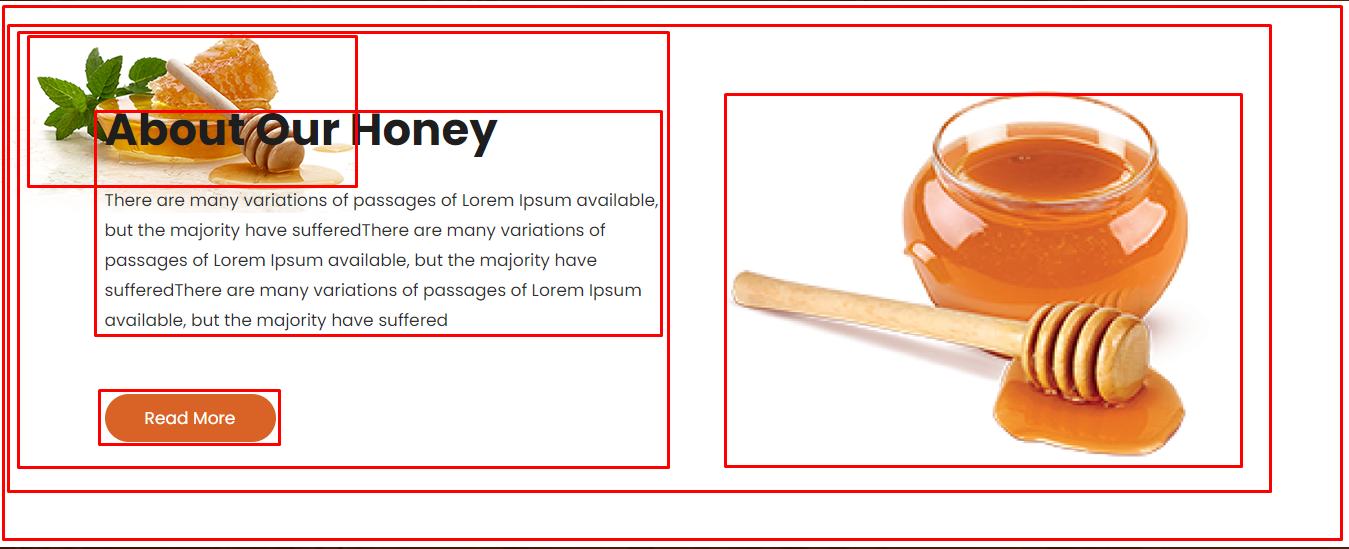 About Our Honey
There are many variations of passages of Lorem Ipsum available,
but the majority have sufferedThere are many variations of
passages of Lorem Ipsum available, but the majority have
sufferedThere are many variations of passages of Lorem Ipsum
available, but the majority have suffered
Read More